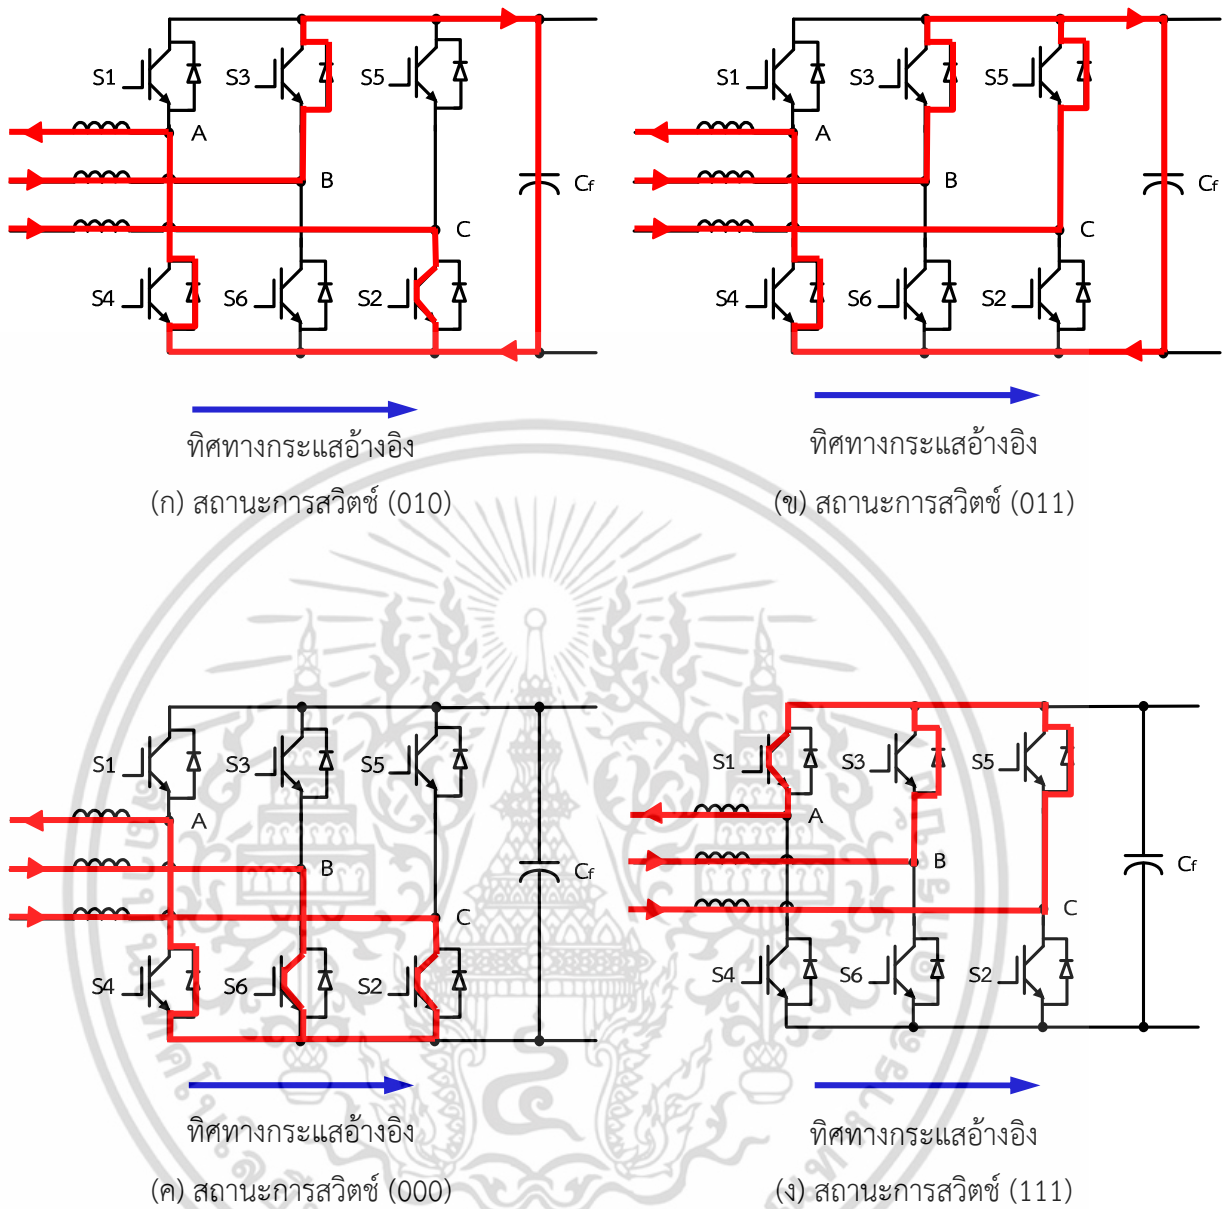 S1 S3 S5
A
B
C
Cf
S4 S6 S2
ทิศทางกระแสอ้างอิง
(ก) สถานะการสวิตช์ (010)
S1 S3 S5
A
B
C
Cf
S4 S6 S2
ทิศทางกระแสอ้างอิง
(ข) สถานะการสวิตช์ (011)
S1 S3 S5
A
B
C
Cf
S4 S6 S2
ทิศทางกระแสอ้างอิง
(ค) สถานะการสวิตช์ (000)
S1 S3 S5
A
B
C
Cf
S4 S6 S2
ทิศทางกระแสอ้างอิง
(ง) สถานะการสวิตช์ (111)